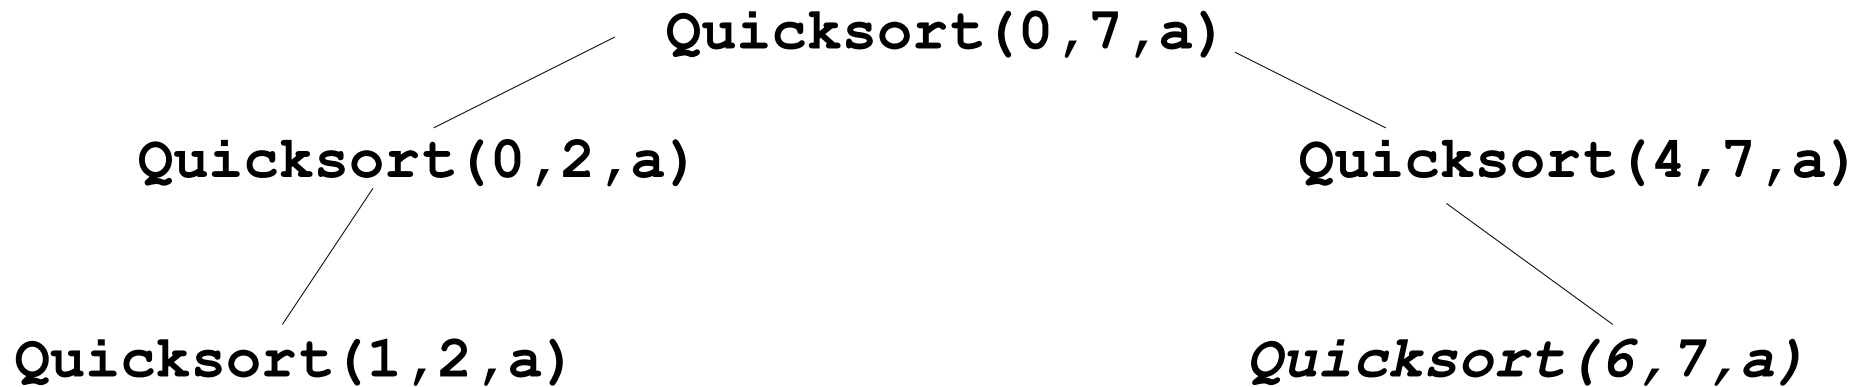 Quicksort(0,7,a)
Quicksort(0,2,a)
Quicksort(4,7,a)
Quicksort(1,2,a)
Quicksort(6,7,a)